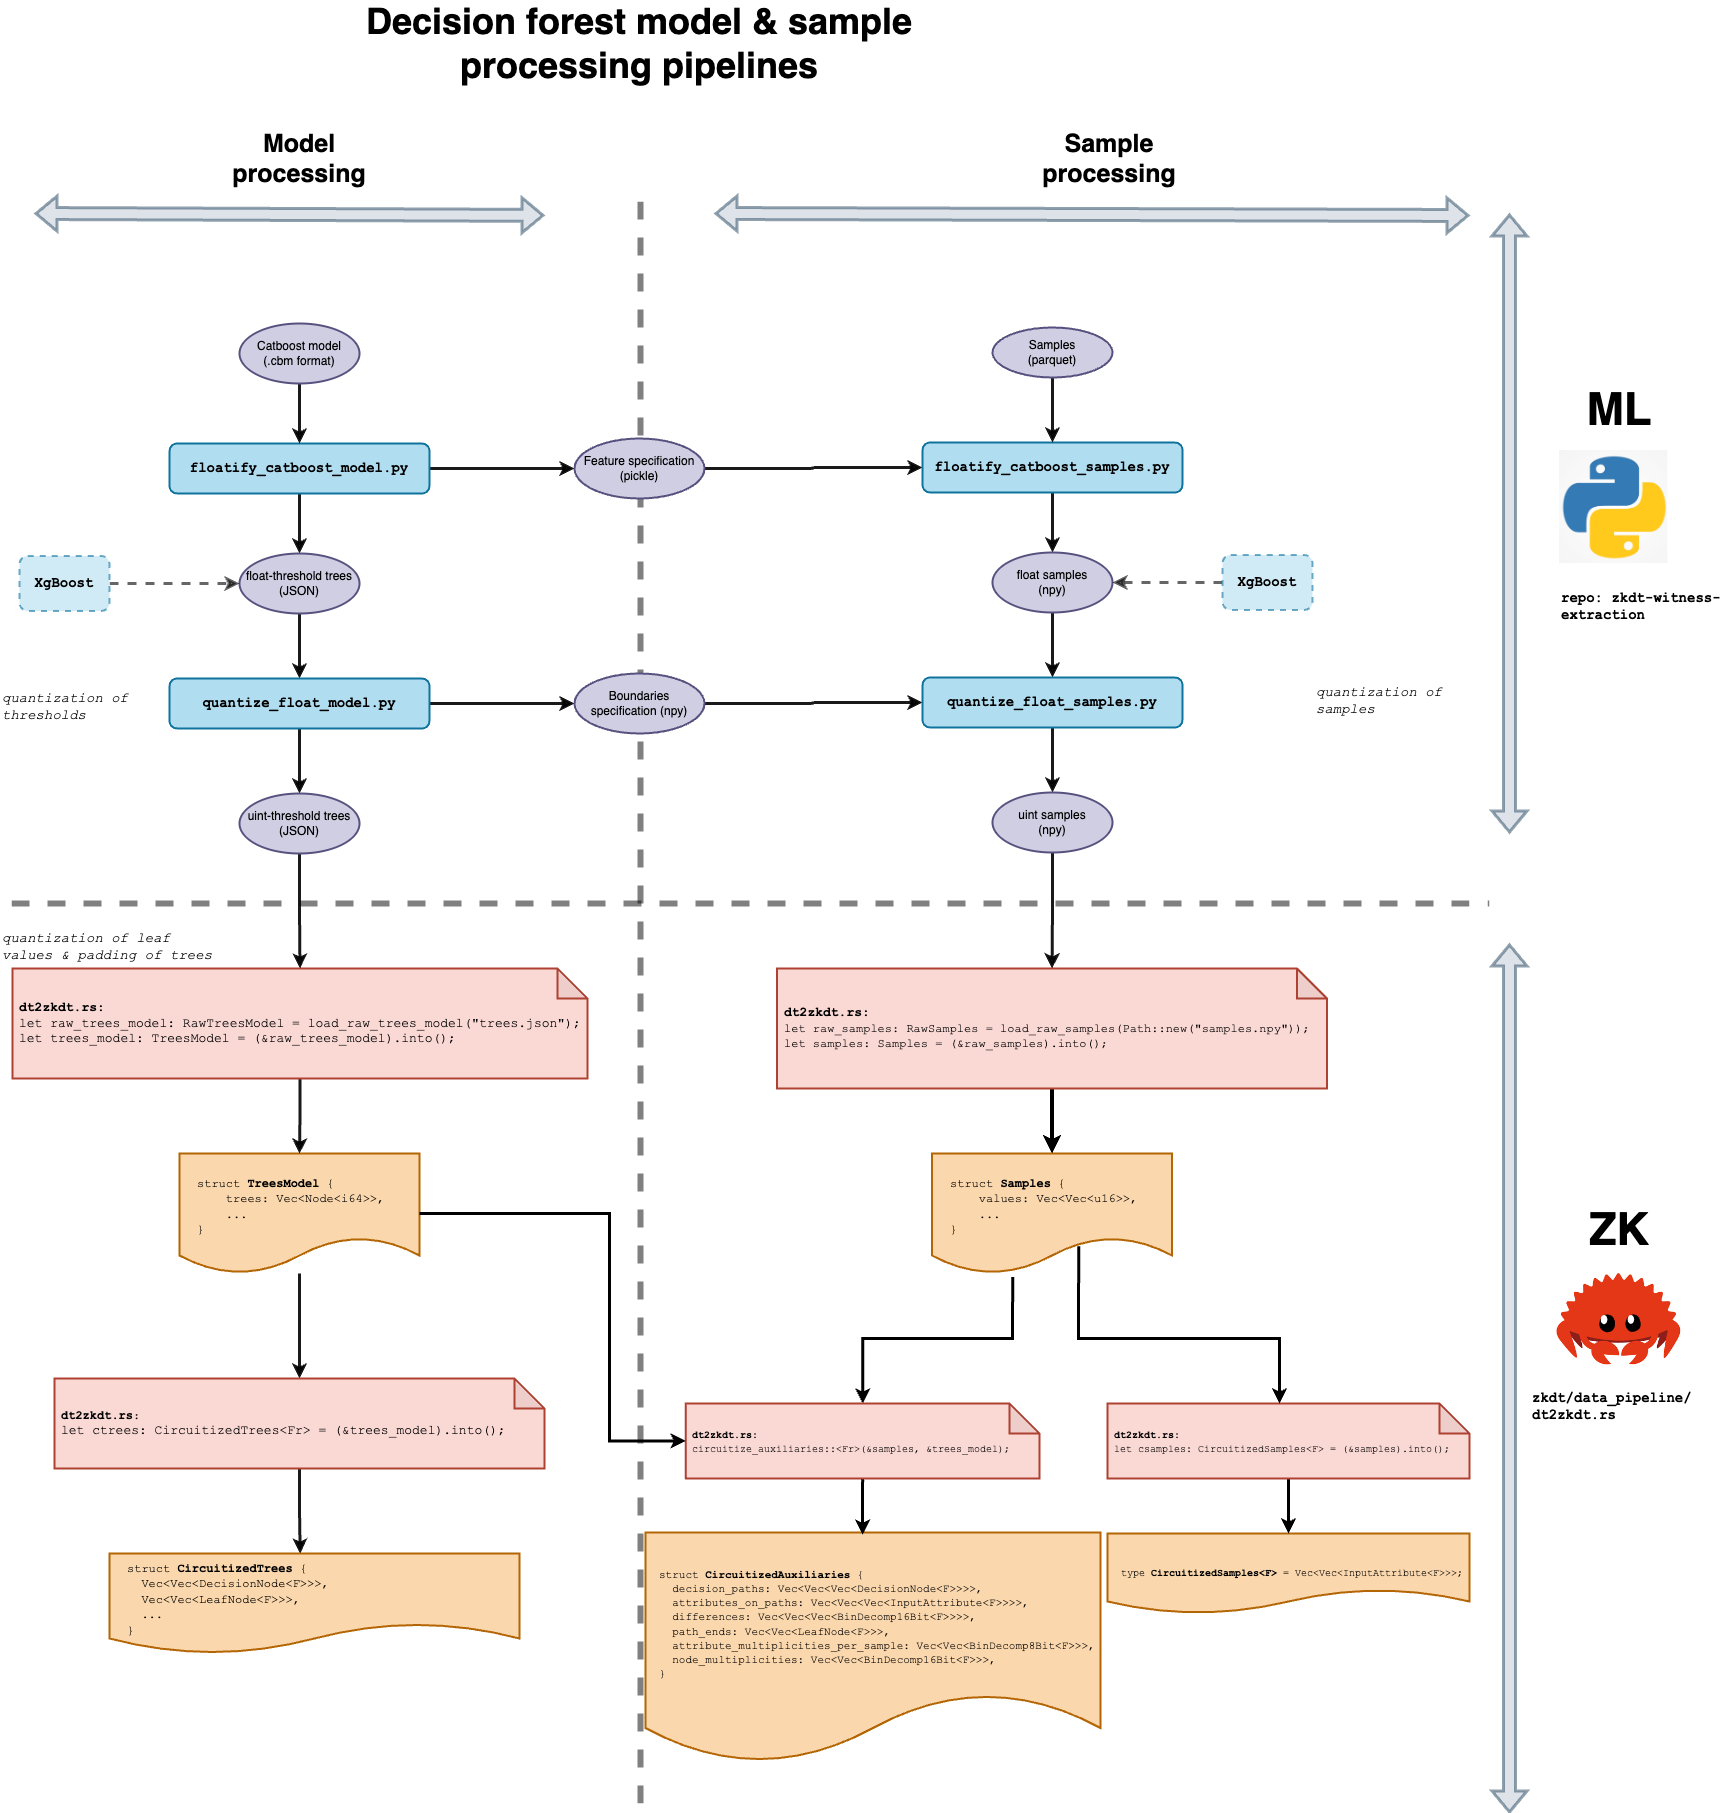 Decision forest model & sample
processing pipelines
Model
processing
Sample
processing
Catboost model
(.cbm format)
Samples
(parquet)
floatify_catboost_model.py
Feature specification
(pickle)
floatify_catboost_samples.py
ML
XgBoost
float-threshold trees
(JSON)
float samples
(npy)
XgBoost
repo: zkdt-witness-
extraction
quantization of
thresholds
quantize_float_model.py
Boundaries
specification (npy)
quantize_float_samples.py
quantization of
samples
uint-threshold trees
(JSON)
uint samples
(npy)
quantization of leaf
values & padding of trees
dt2zkdt.rs:
let raw_trees_model: RawTreesModel = load_raw_trees_model("trees.json");
let trees_model: TreesModel = (&raw_trees_model).into();
dt2zkdt.rs:
let raw_samples: RawSamples = load_raw_samples(Path::new("samples.npy"));
let samples: Samples = (&raw_samples).into();
struct TreesModel {
trees: Vec<Node<i64>>,
...
}
struct Samples {
values: Vec<Vec<u16>>,
...
}
ZK
zkdt/data_pipeline/
dt2zkdt.rs
dt2zkdt.rs:
let ctrees: CircuitizedTrees<Fr> = (&trees_model).into();
dt2zkdt.rs:
circuitize_auxiliaries::<Fr>(&samples, &trees_model);
dt2zkdt.rs:
let csamples: CircuitizedSamples<F> = (&samples).into();
struct CircuitizedTrees {
Vec<Vec<DecisionNode<F>>>,
Vec<Vec<LeafNode<F>>>,
...
}
struct CircuitizedAuxiliaries {
decision_paths: Vec<Vec<Vec<DecisionNode<F>>>>,
attributes_on_paths: Vec<Vec<Vec<InputAttribute<F>>>>,
differences: Vec<Vec<Vec<BinDecomp16Bit<F>>>>,
path_ends: Vec<Vec<LeafNode<F>>>,
attribute_multiplicities_per_sample: Vec<Vec<BinDecomp8Bit<F>>>,
node_multiplicities: Vec<Vec<BinDecomp16Bit<F>>>,
}
type CircuitizedSamples<F> = Vec<Vec<InputAttribute<F>>>;